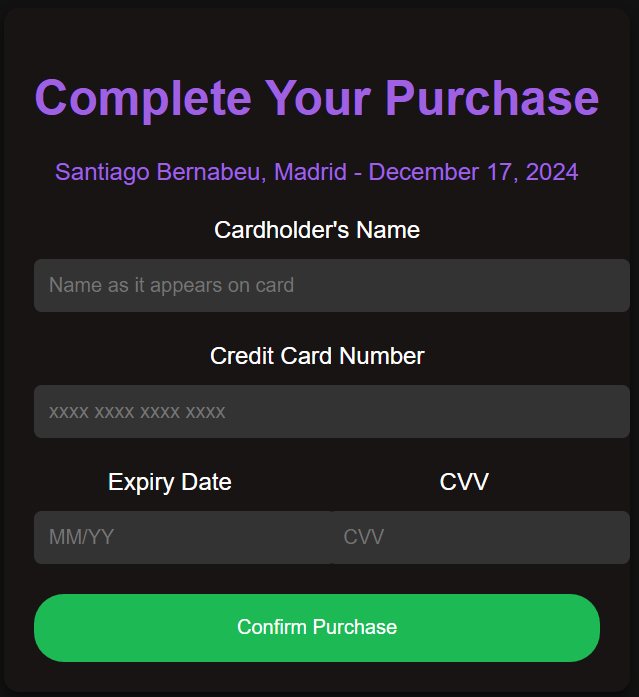 Complete Your Purchase
Santiago Bernabeu, Madrid - December 17, 2024
Cardholder's Name
Name as it appears on card
Credit Card Number
xxxx xxxx xxxx xxxx
Expiry Date CVV
MM/YY CVV
Confirm Purchase